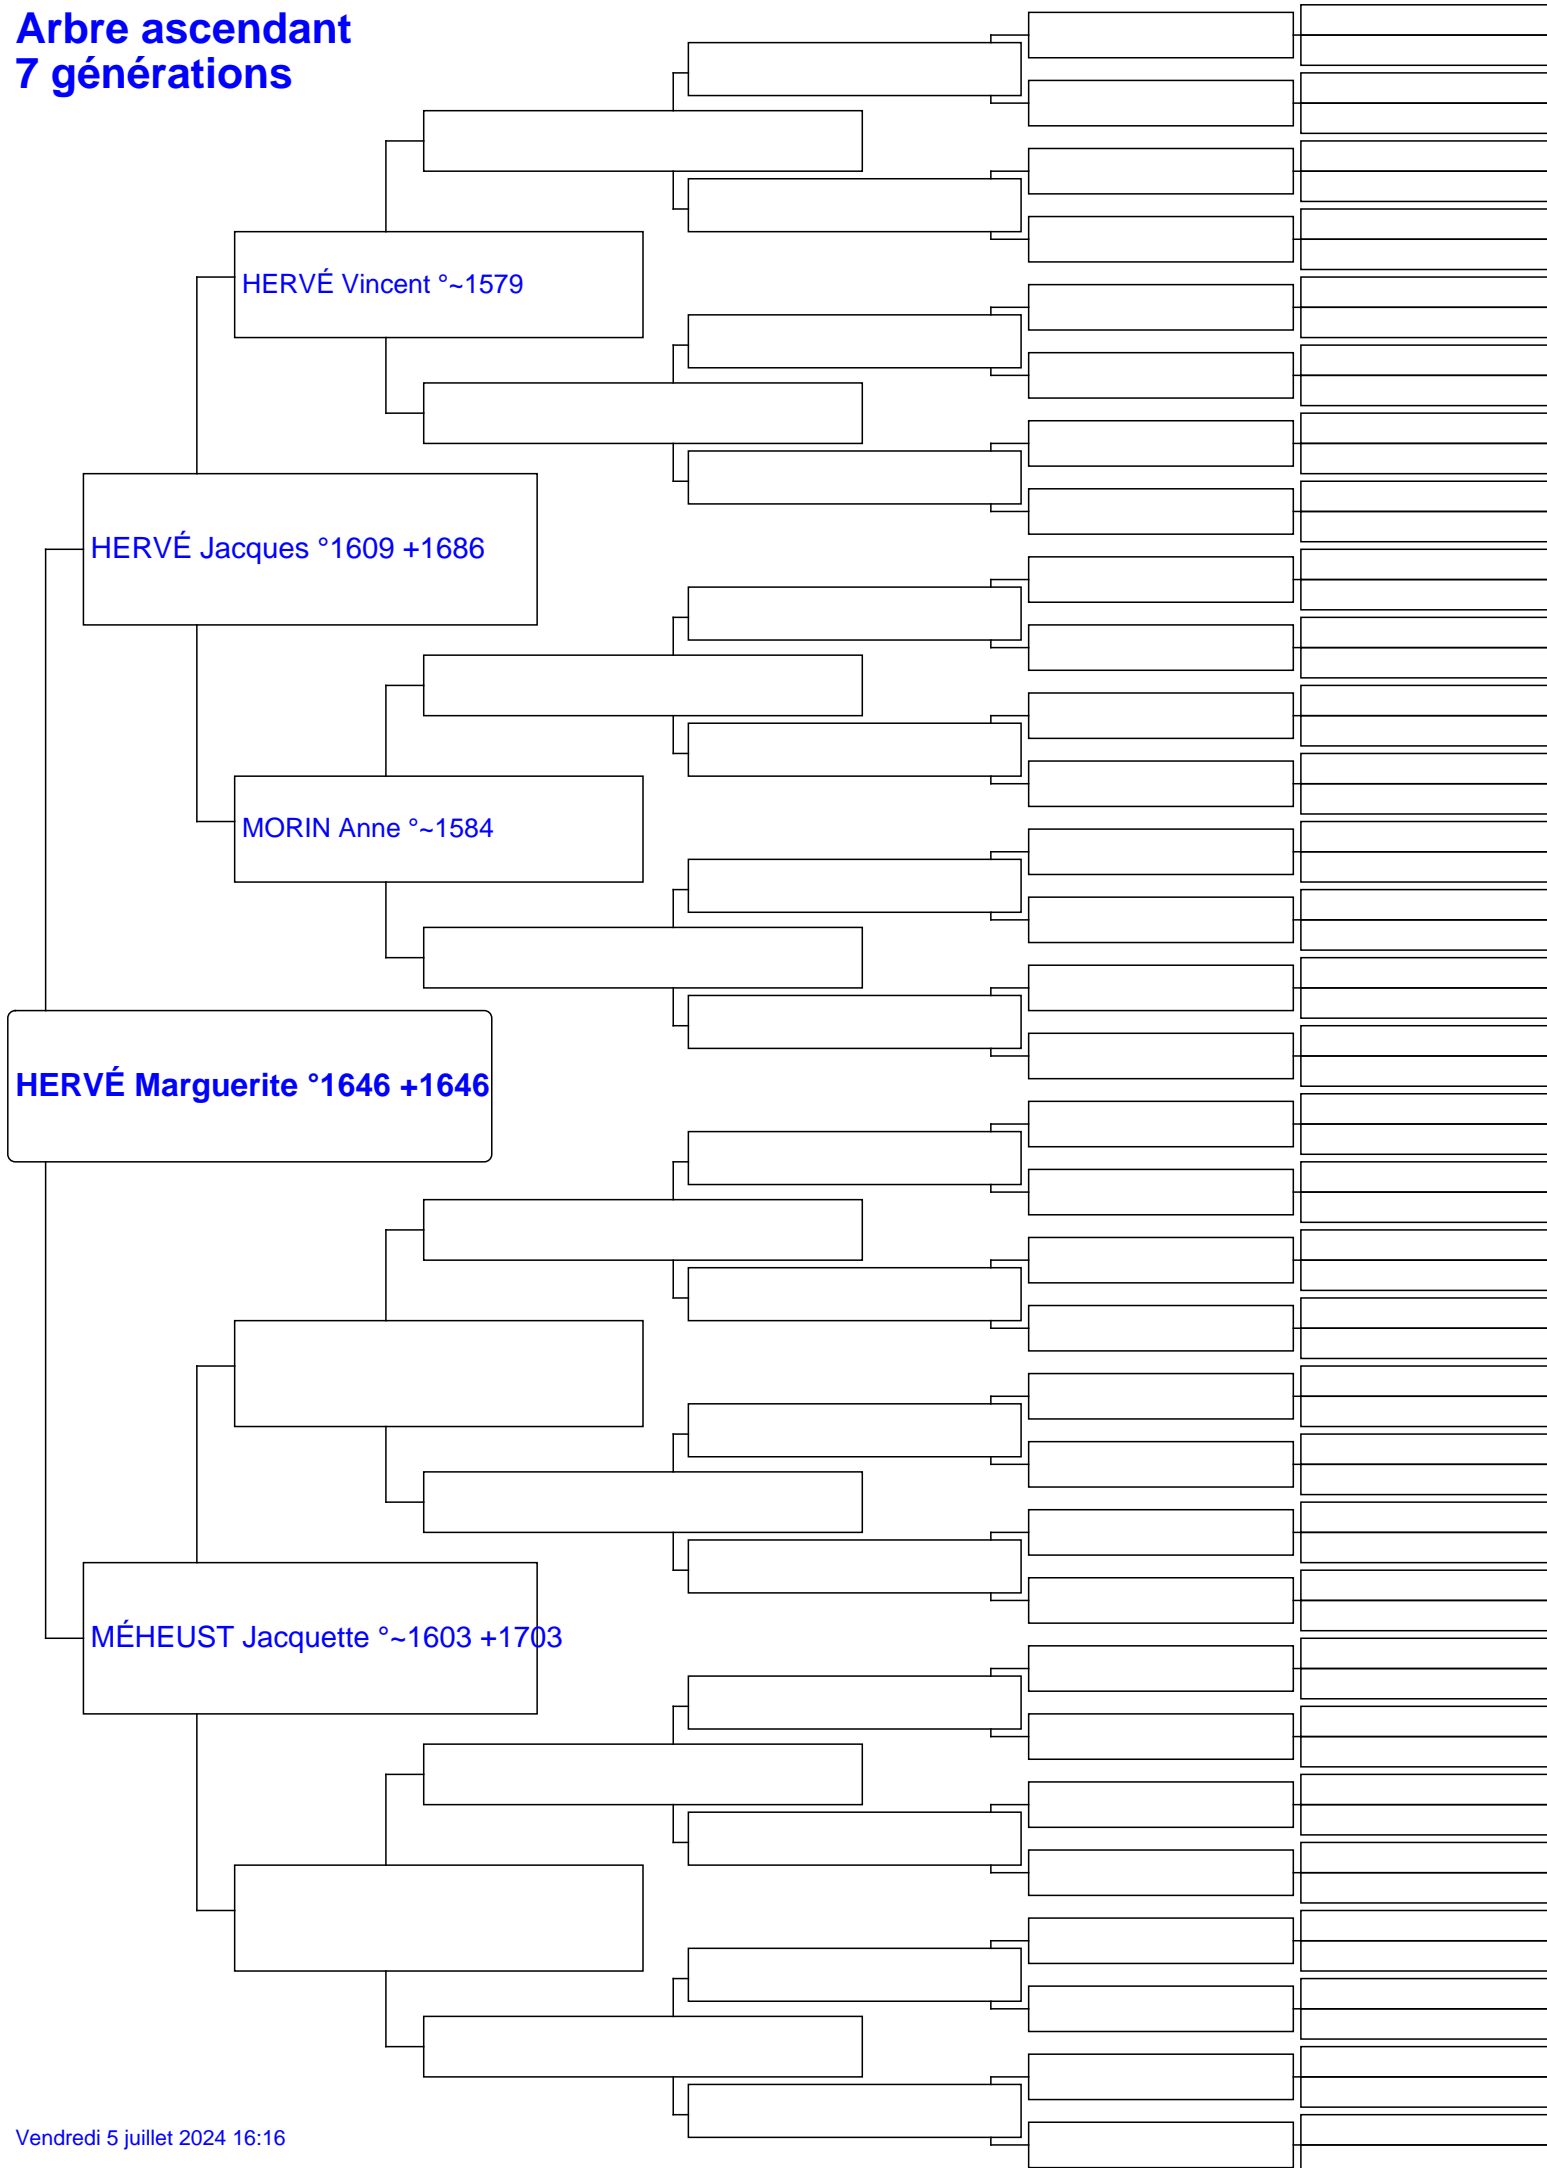 Arbre ascendant
7 générations
HERVÉ Vincent °~1579
HERVÉ Jacques °1609 +1686
MORIN Anne °~1584
HERVÉ Marguerite °1646 +1646
MÉHEUST Jacquette °~1603 +1703
Vendredi 5 juillet 2024 16:16